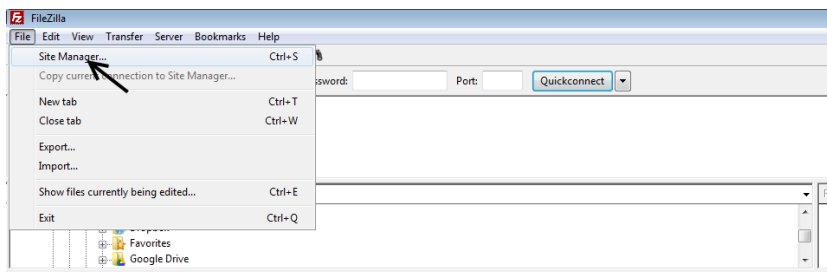 FileZilla
File Edit View Transfer Server Bookmarks Help
Site Manager... Ctrl+S
Copy current connection to Site Manager...
ssword: Port: Quickconnect
New tab Ctrl+T
Close tab Ctrl+W
Export...
Import...
Show files currently being edited... Ctrl+E
Exit Ctrl+Q
Dropbox
Favorites
Google Drive